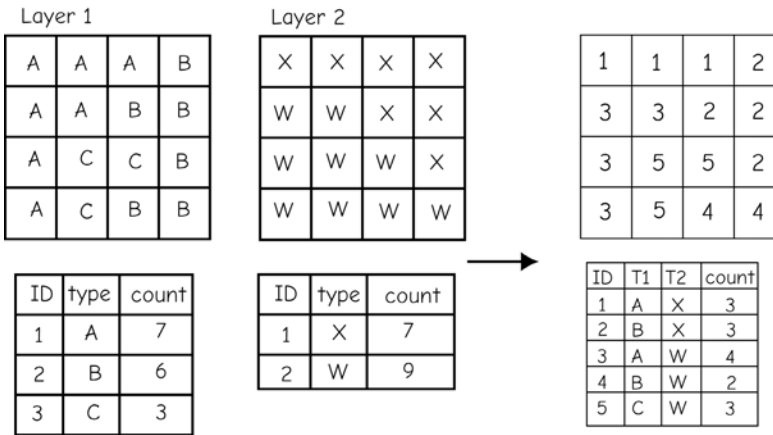 Layer 1
A A A B
A A B B
A C C B
A C B B
ID type count
1 A 7
2 B 6
3 C 3
Layer 2
X X X X
W W X X
W W W X
W W W W
ID type count
1 X 7
2 W 9
1 1 1 2
3 3 2 2
3 5 5 2
3 5 4 4
ID T1 T2 count
1 A X 3
2 B X 3
3 A W 4
4 B W 2
5 C W 3